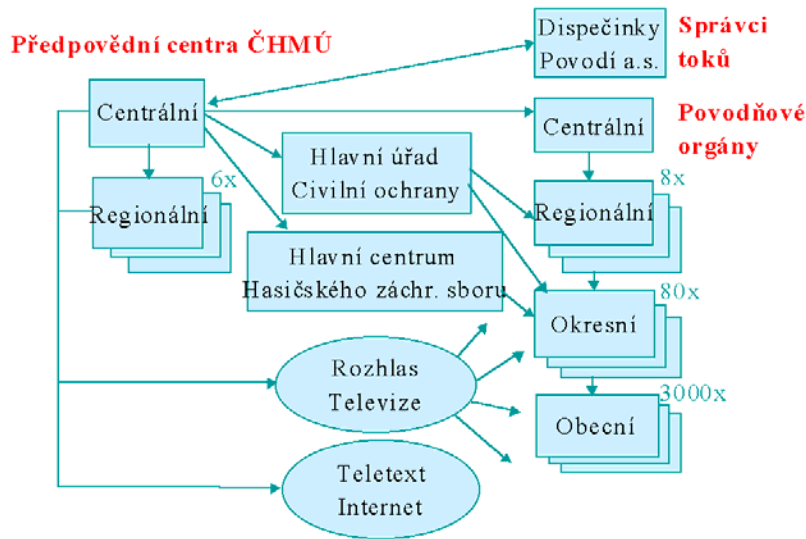 Předpovědní centra ČHMÚ
Dispečinky
Povodí a.s.
Správci
toků
Centrální
Centrální
Povodňové
orgány
Hlavní úřad
Civilní ochrany
6x
Regionální
8x
Regionální
Hlavní centrum
Hasičského záchr. sboru
80x
Okresní
Rozhlas
Televize
3000x
Obecní
Teletext
Internet